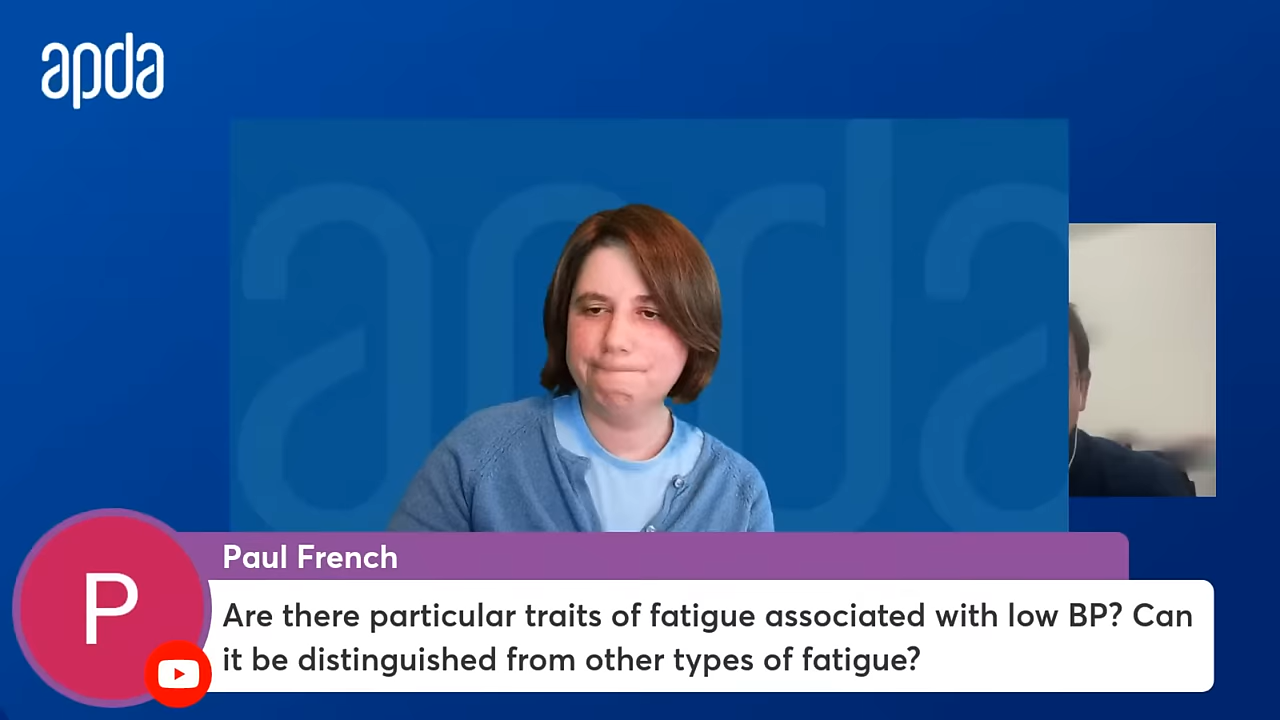 apda
apda
Paul French
P
Are there particular traits of fatigue associated with low BP? Can
it be distinguished from other types of fatigue?